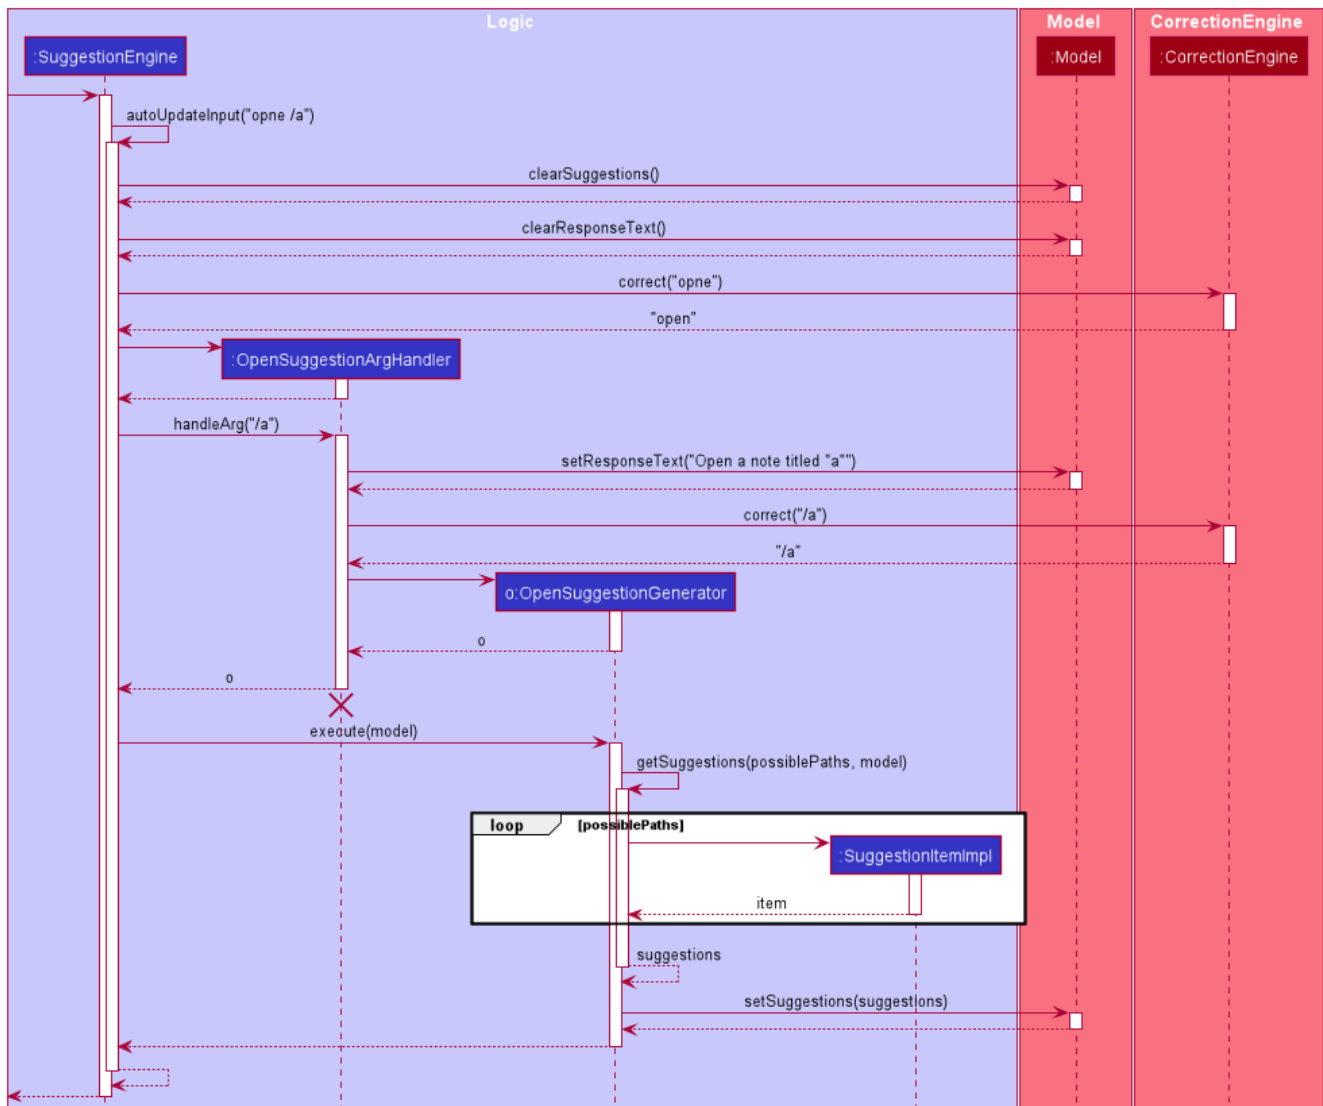 Logic
Model
CorrectionEngine
:SuggestionEngine
:Model
:CorrectionEngine
autoUpdateInput("opne /a")
clearSuggestions()
clearResponseText()
correct("opne")
"open"
:OpenSuggestionArgHandler
handleArg("/a")
setResponseText("Open a note titled "a"")
correct("/a")
"/a"
o:OpenSuggestionGenerator
o
o
execute(model)
getSuggestions(possiblePaths, model)
loop
[possiblePaths]
:SuggestionItemImpl
item
suggestions
setSuggestions(suggestions)